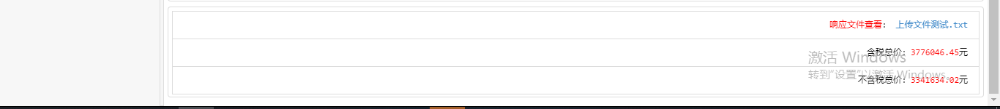 响应文件查看： 上传文件测试.txt
含税总价：3776046.45元
激活 Windows
转到"设置"以激活 Windows。
不含税总价：3341634.02元